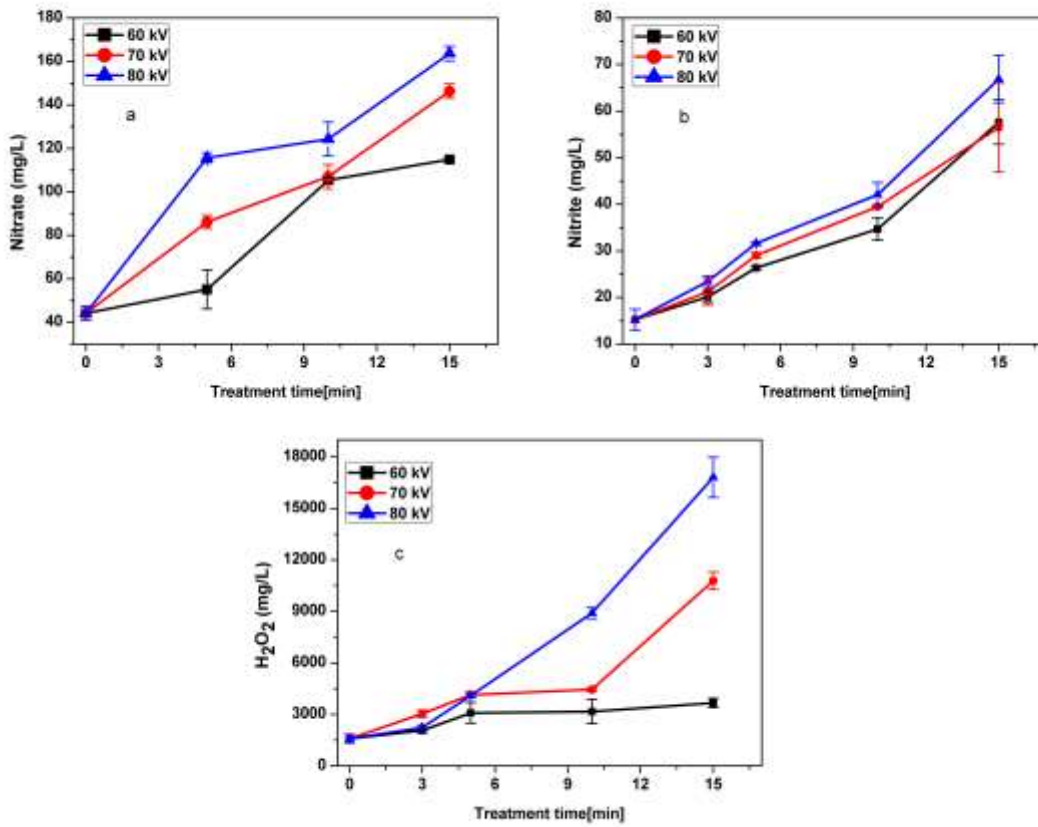 180
160
140
120
100
80
60
40
60 kV
70 kV
80 kV
a
Nitrate (mg/L)
0 3 6 9 12 15
Treatment time[min]
80
70
60
50
40
30
20
10
60 kV
70 kV
80 kV
b
Nitrite (mg/L)
0 3 6 9 12 15
Treatment time[min]
18000
15000
12000
9000
6000
3000
0
60 kV
70 kV
80 kV
c
H2O2 (mg/L)
0 3 6 9 12 15
Treatment time[min]